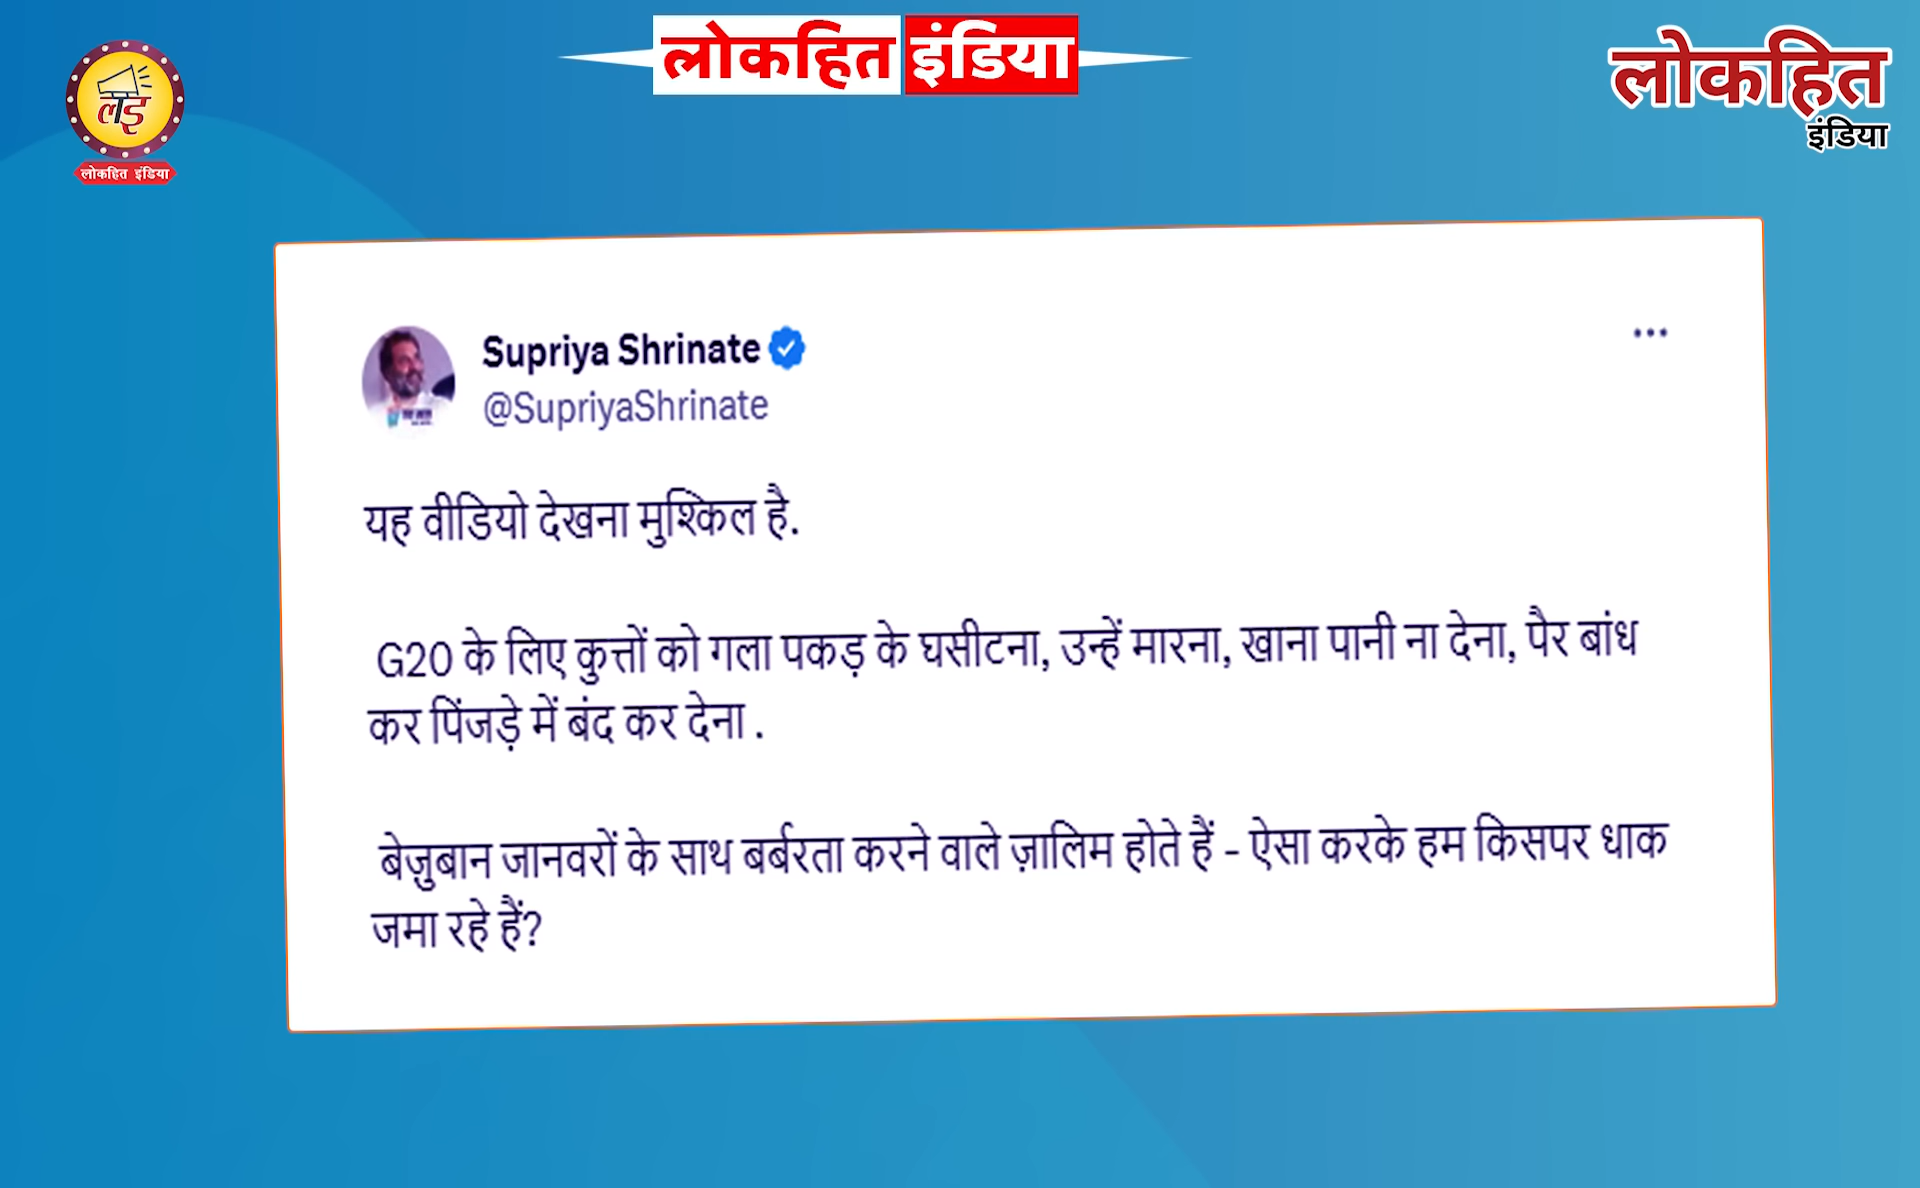 लोकहित इंडिया
लोकहित
इंडिया
लइ
लोकहित इंडिया
Supriya Shrinate
@SupriyaShrinate
यह वीडियो देखना मुश्किल है.
G20 के लिए कुत्तों को गला पकड़ के घसीटना, उन्हें मारना, खाना पानी ना देना, पैर बांध
कर पिंजड़े में बंद कर देना .
बेज़ुबान जानवरों के साथ बर्बरता करने वाले ज़ालिम होते हैं - ऐसा करके हम किसपर धाक
जमा रहे हैं?